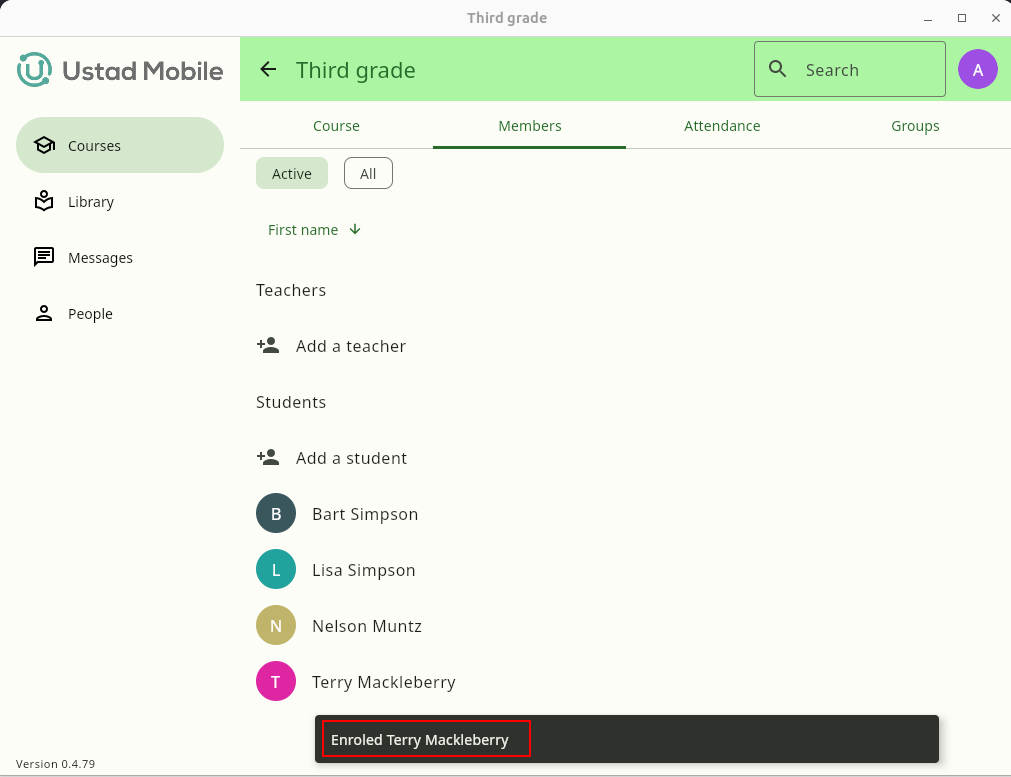 Third grade
Ustad Mobile
Third grade
Search
A
Courses
Library
Messages
People
Course
Members
Attendance
Groups
Active
All
First name
Teachers
Add a teacher
Students
Add a student
B
Bart Simpson
L
Lisa Simpson
N
Nelson Muntz
T
Terry Mackleberry
Enroled Terry Mackleberry
Version 0.4.79